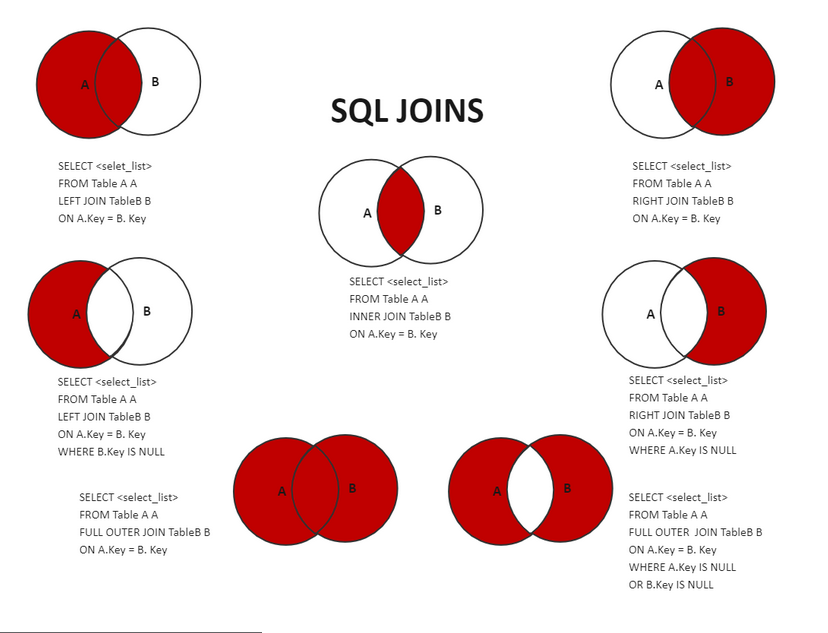 A B
SELECT <selet_list>
FROM Table A A
LEFT JOIN TableB B
ON A.Key = B. Key
SQL JOINS
A B
SELECT <select_list>
FROM Table A A
INNER JOIN TableB B
ON A.Key = B. Key
A B
SELECT <select_list>
FROM Table A A
RIGHT JOIN TableB B
ON A.Key = B. Key
A B
SELECT <select_list>
FROM Table A A
LEFT JOIN TableB B
ON A.Key = B. Key
WHERE B.Key IS NULL
A B
SELECT <select_list>
FROM Table A A
RIGHT JOIN TableB B
ON A.Key = B. Key
WHERE A.Key IS NULL
SELECT <select_list>
FROM Table A A
FULL OUTER JOIN TableB B
ON A.Key = B. Key
A B
A B
SELECT <select_list>
FROM Table A A
FULL OUTER  JOIN TableB B
ON A.Key = B. Key
WHERE A.Key IS NULL
OR B.Key IS NULL